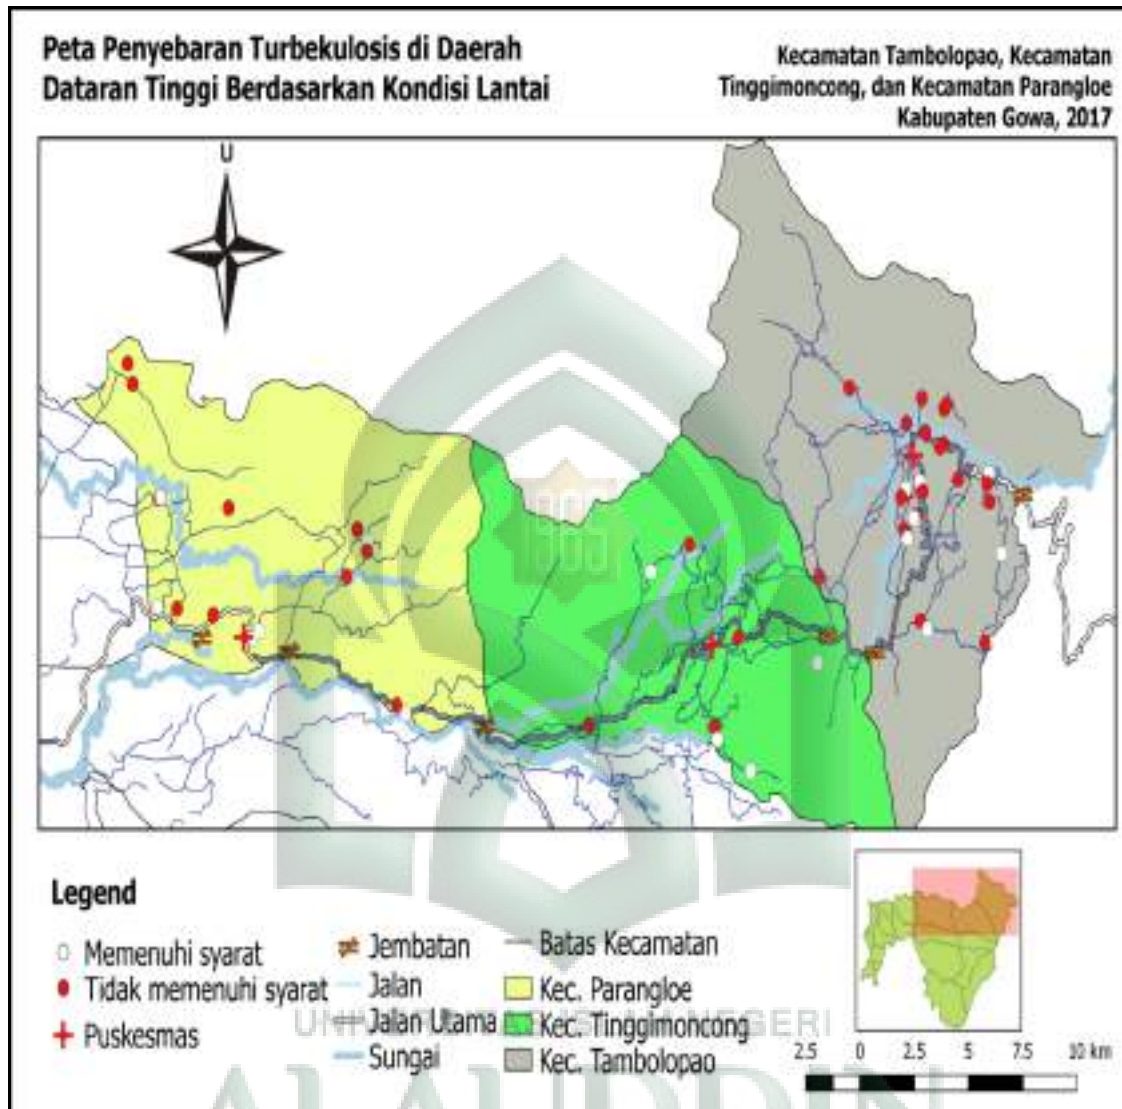 Peta Penyebaran Turbekulosis di Daerah
Dataran Tinggi Berdasarkan Kondisi Lantai
Kecamatan Tambolopao, Kecamatan
Tinggimoncong, dan Kecamatan Parangloe
Kabupaten Gowa, 2017
U
1965
Legend
Memenuhi syarat
Tidak memenuhi syarat
Puskesmas
Jembatan
Jalan
Jalan Utama
Sungai
Batas Kecamatan
Kec. Parangloe
Kec. Tinggimoncong
Kec. Tambolopao
2.5 0 2.5 5 7.5 10 km
ALAUDDIN